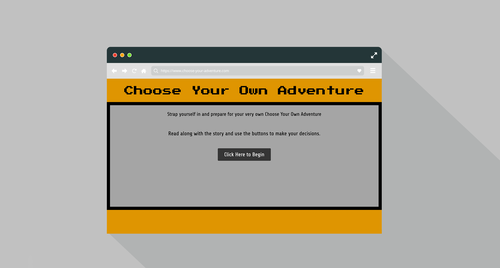 Choose Your Own Adventure
Strap yourself in and prepare for your very own Choose Your Own Adventure
Read along with the story and use the buttons to make your decisions.
Click Here to Begin